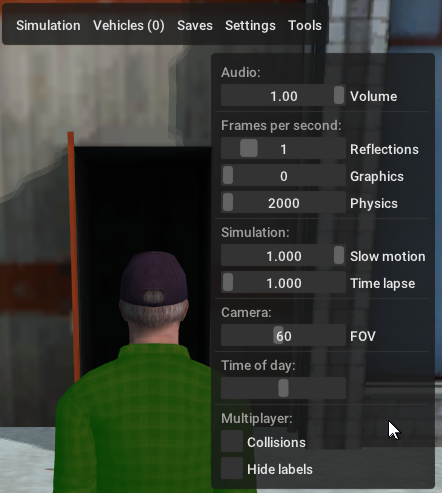 Simulation Vehicles (0) Saves Settings Tools
Audio:
1.00 Volume
Frames per second:
1 Reflections
0 Graphics
2000 Physics
Simulation:
1.000 Slow motion
1.000 Time lapse
Camera:
60 FOV
Time of day:
Multiplayer:
Collisions
Hide labels